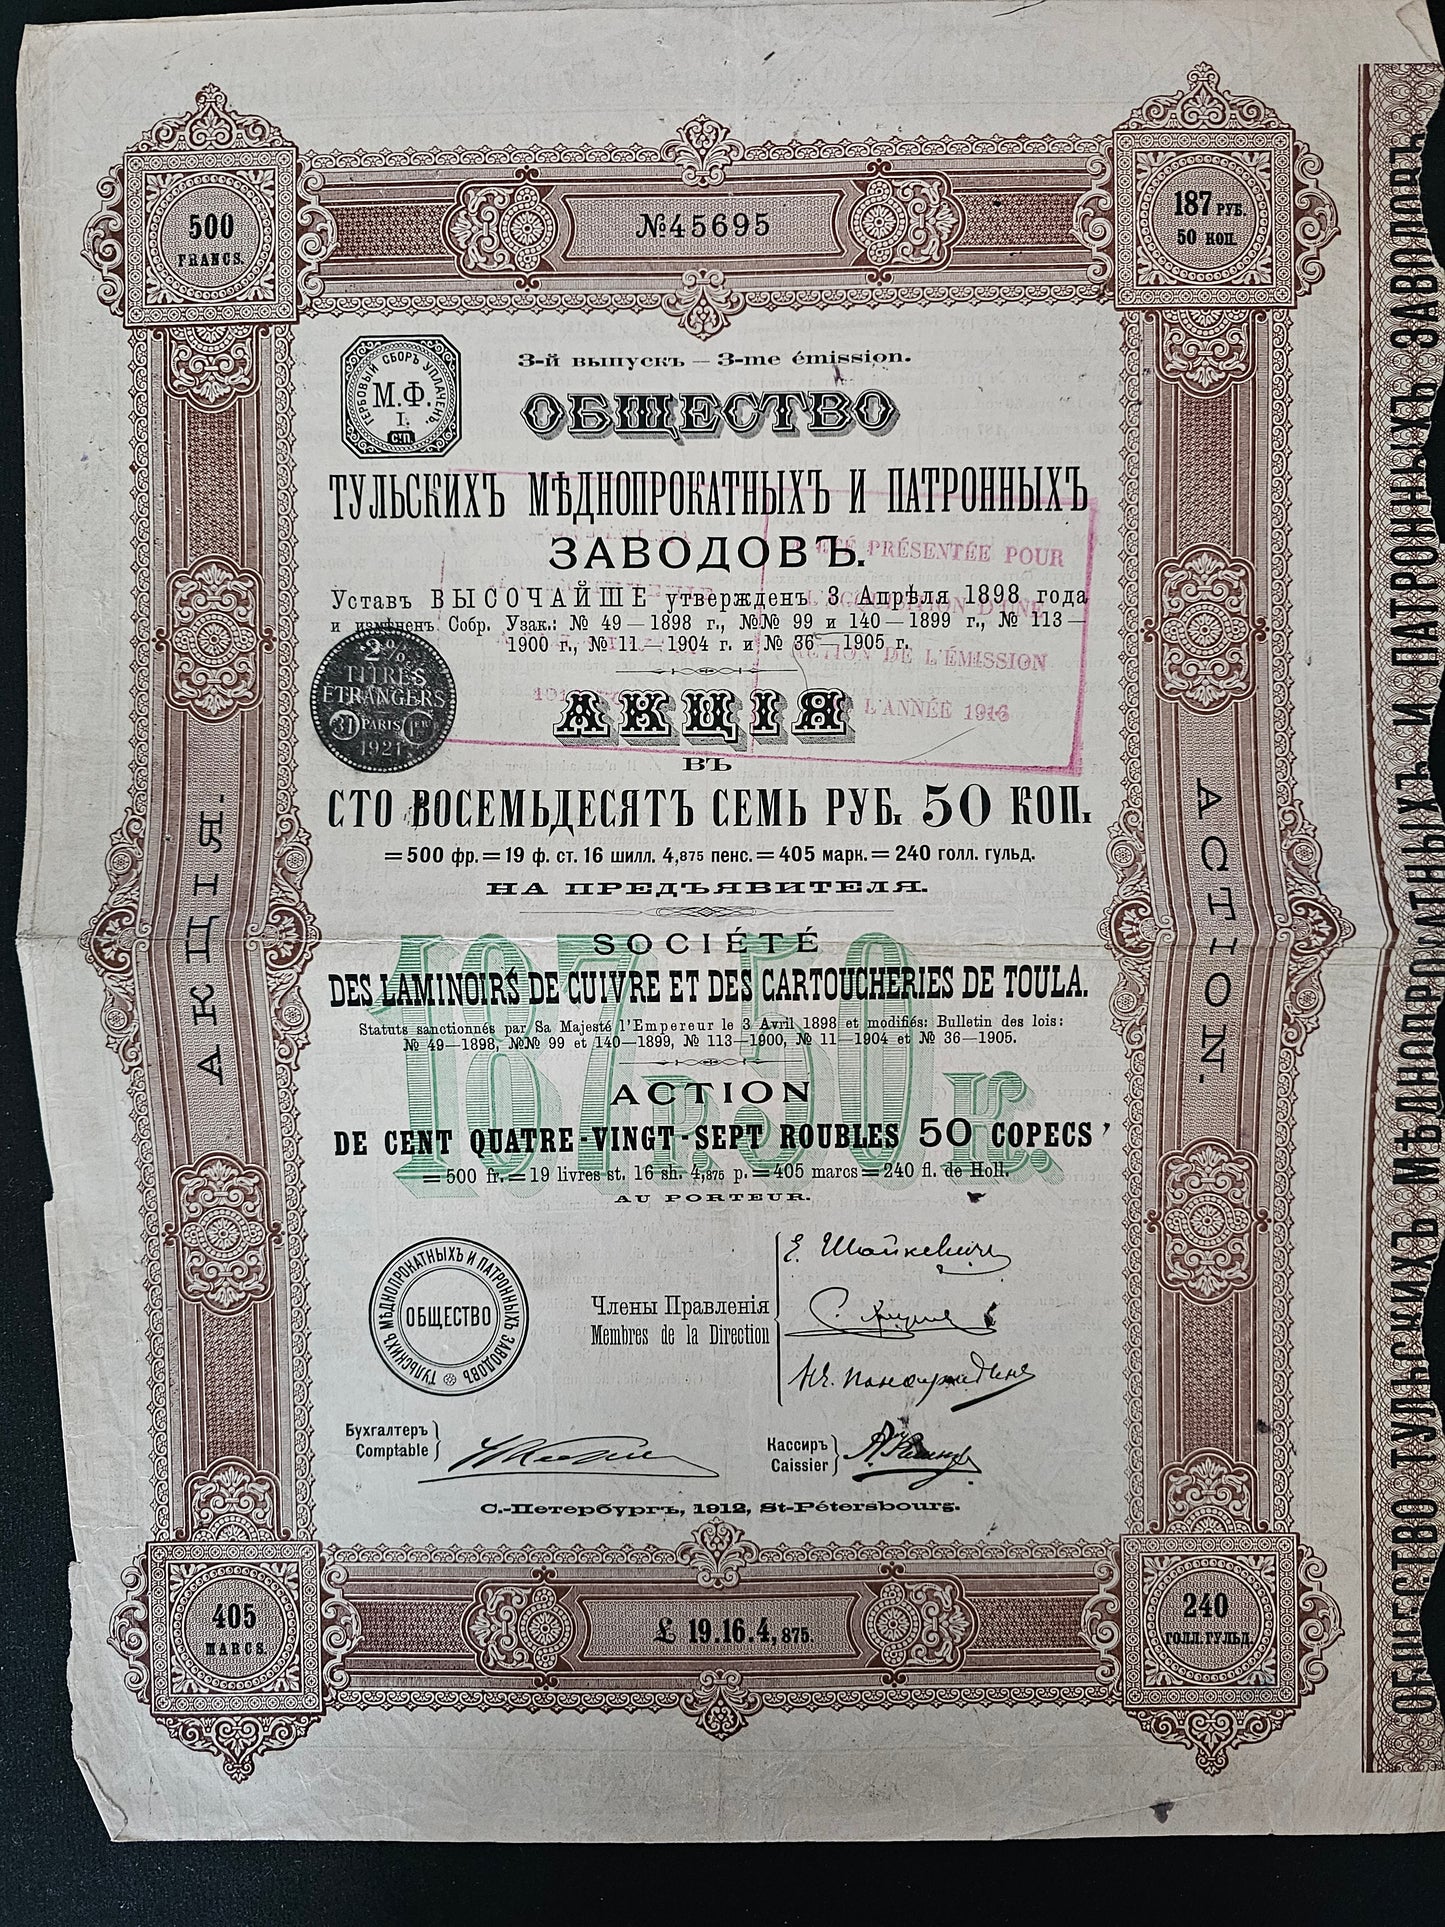 500
FRANCS.
№45695
187 РУБ.
50 КОП.
ГЕРБОВЫЙ СБОРЪ УПЛАЧЕНЪ.
М.Ф.
I.
СП.
3-й выпускъ – 3-me émission.
ОБЩЕСТВО
ТУЛЬСКИХЪ МѢДНОПРОКАТНЫХЪ И ПАТРОННЫХЪ
ЗАВОДОВЪ.
PRÉSENTÉE POUR
Уставъ ВЫСОЧАЙШЕ утвержденъ 3 Апрѣля 1898 года
и измѣненъ Собр. Узак.: № 49 — 1898 г., №№ 99 и 140 — 1899 г., № 113 —
1900 г., № 11 — 1904 г. и № 36 — 1905 г.
DE L'ÉMISSION
L'ANNÉE 1916
2%
TITRES
ÉTRANGERS
PARIS
1921
АКЦІЯ
ВЪ
СТО ВОСЕМЬДЕСЯТЪ СЕМЬ РУБ. 50 КОП.
= 500 фр. = 19 ф. ст. 16 шилл. 4,875 пенс. = 405 марк. = 240 голл. гульд.
НА ПРЕДЪЯВИТЕЛЯ.
187 Р. 50 К.
SOCIÉTÉ
DES LAMINOIRS DE CUIVRE ET DES CARTOUCHERIES DE TOULA.
Statuts sanctionnés par Sa Majesté l'Empereur le 3 Avril 1898 et modifiés: Bulletin des lois:
№ 49—1898, №№ 99 et 140—1899, № 113—1900, № 11—1904 et № 36—1905.
ACTION
DE CENT QUATRE-VINGT-SEPT ROUBLES 50 COPECS
= 500 fr. = 19 livres st. 16 sh. 4,875 p. = 405 marcs = 240 fl. de Holl.
AU PORTEUR.
АКЦІЯ.
ACTION.
ТУЛЬСКИХЪ МѢДНОПРОКАТНЫХЪ И ПАТРОННЫХЪ ЗАВОДОВЪ
ОБЩЕСТВО
Члены Правленія
Membres de la Direction
Е. Шайкевичъ
Бухгалтеръ
Comptable
Кассиръ
Caissier
С.-Петербургъ, 1912, St-Pétersbourg.
405
MARCS.
£ 19.16.4,875.
240
ГОЛЛ.ГУЛЬД.
ОБЩЕСТВО ТУЛЬСКИХЪ МѢДНОПРОКАТНЫХЪ И ПАТРОННЫХЪ ЗАВОДОВЪ